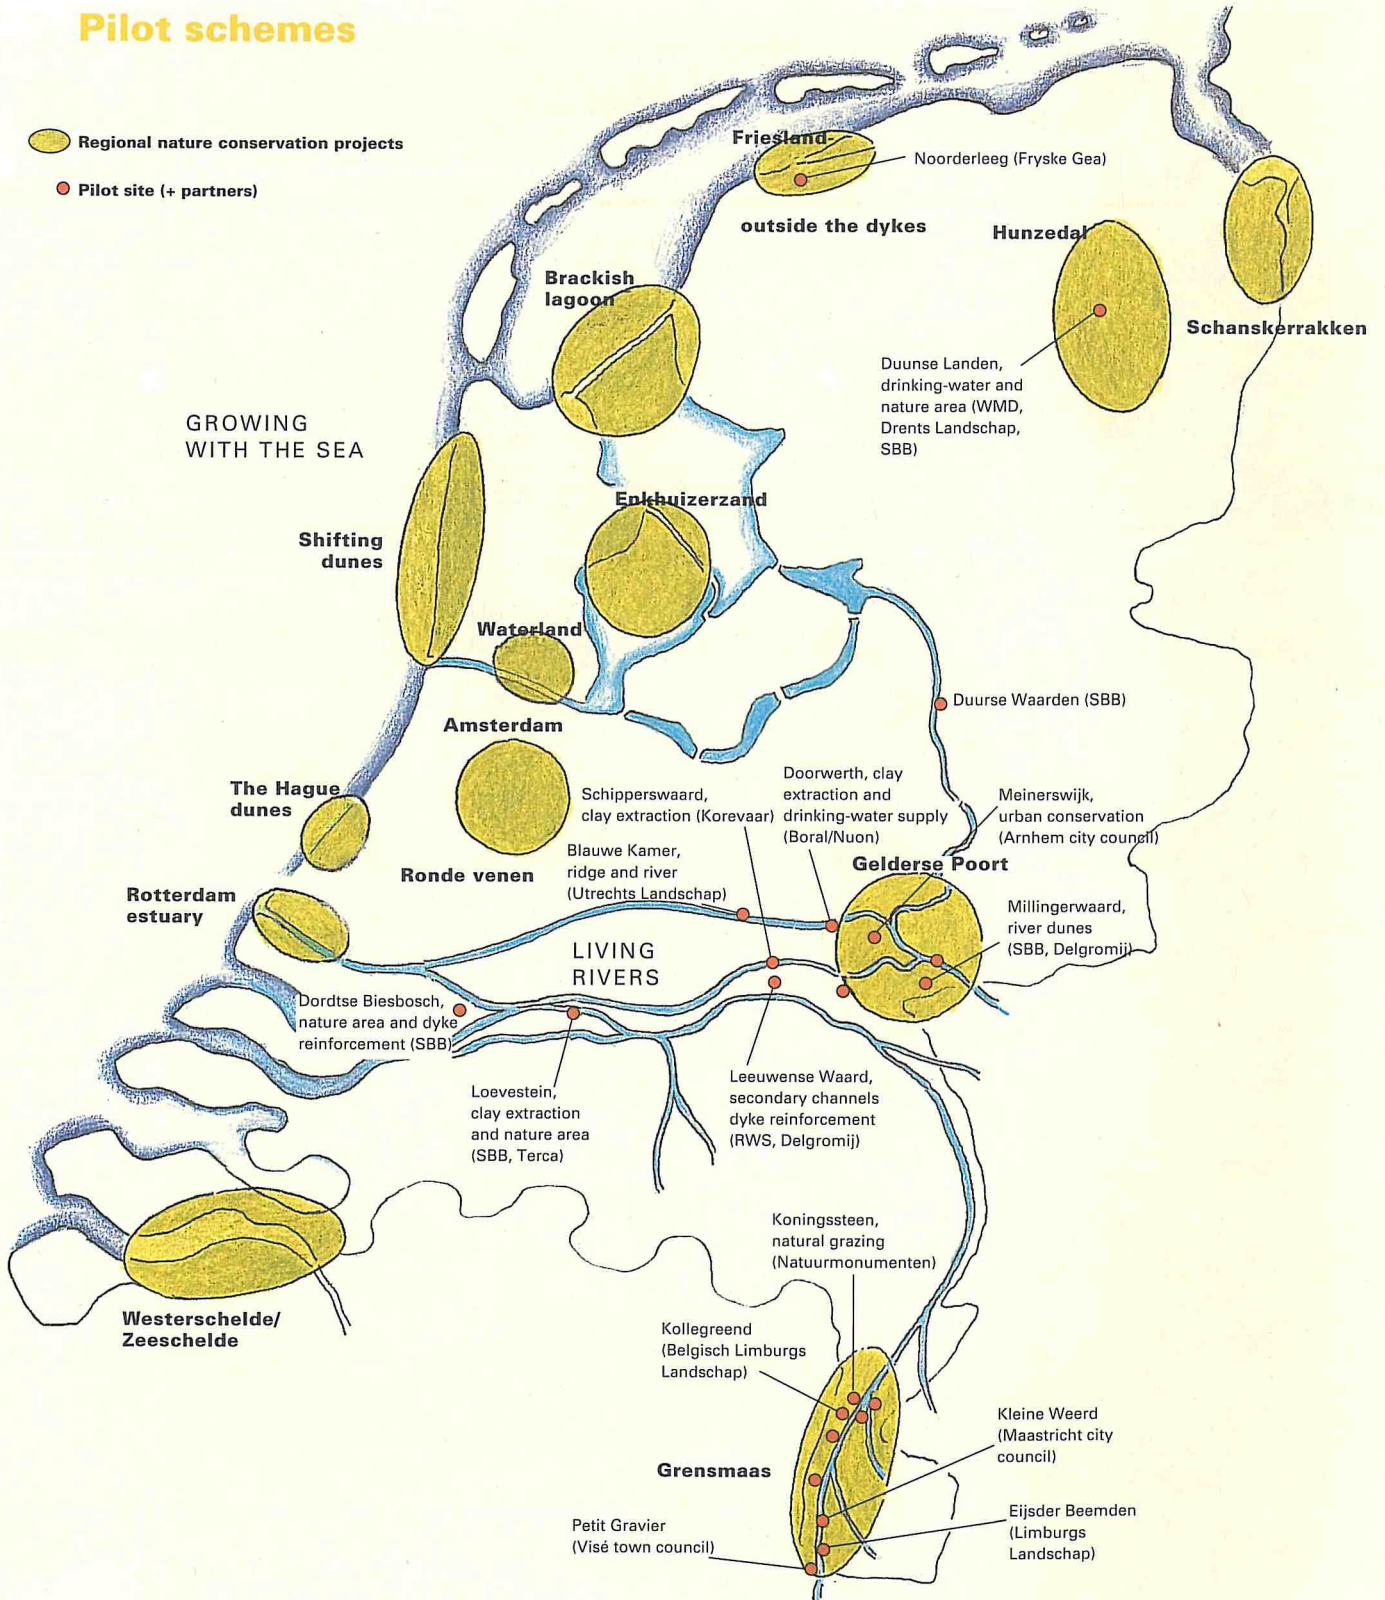 Pilot schemes
Regional nature conservation projects
Pilot site (+ partners)
Friesland-
Noorderleeg (Fryske Gea)
outside the dykes
Hunzedal
Brackish
lagoon
Schanskerrakken
Duunse Landen,
drinking-water and
nature area (WMD,
Drents Landschap,
SBB)
GROWING
WITH THE SEA
Enkhuizerzand
Shifting
dunes
Waterland
Duurse Waarden (SBB)
Amsterdam
The Hague
dunes
Schipperswaard,
clay extraction (Korevaar)
Doorwerth, clay
extraction and
drinking-water supply
(Boral/Nuon)
Meinerswijk,
urban conservation
(Arnhem city council)
Blauwe Kamer,
ridge and river
(Utrechts Landschap)
Gelderse Poort
Ronde venen
Rotterdam
estuary
Millingerwaard,
river dunes
(SBB, Delgromij)
LIVING
RIVERS
Dordtse Biesbosch,
nature area and dyke
reinforcement (SBB)
Loevestein,
clay extraction
and nature area
(SBB, Terca)
Leeuwense Waard,
secondary channels
dyke reinforcement
(RWS, Delgromij)
Koningssteen,
natural grazing
(Natuurmonumenten)
Westerschelde/
Zeeschelde
Kollegreend
(Belgisch Limburgs
Landschap)
Kleine Weerd
(Maastricht city
council)
Grensmaas
Eijsder Beemden
(Limburgs
Landschap)
Petit Gravier
(Visé town council)